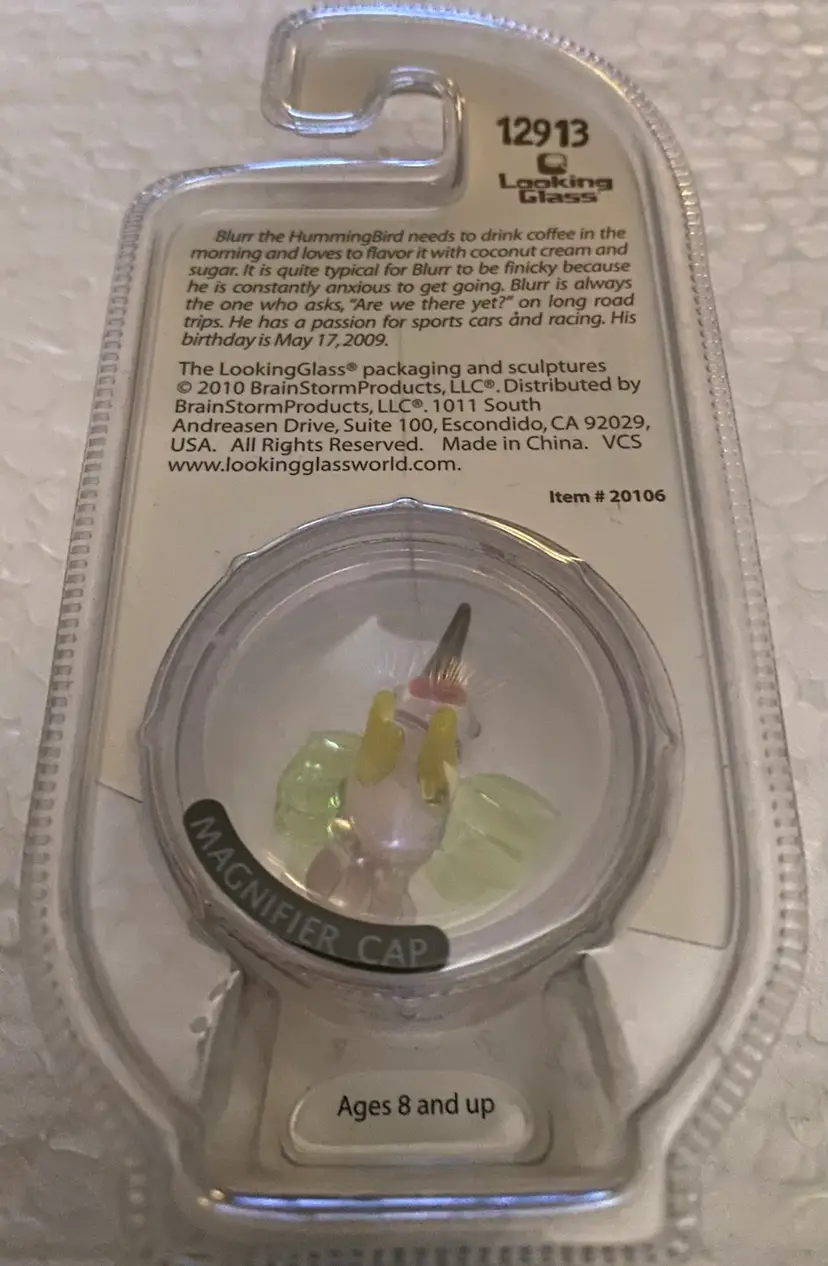 12913
Looking
Glass
Blurr the HummingBird needs to drink coffee in the
morning and loves to flavor it with coconut cream and
sugar. It is quite typical for Blurr to be finicky because
he is constantly anxious to get going. Blurr is always
the one who asks, "Are we there yet?" on long road
trips. He has a passion for sports cars and racing. His
birthday is May 17, 2009.
The LookingGlass® packaging and sculptures
© 2010 BrainStormProducts, LLC®. Distributed by
BrainStormProducts, LLC®. 1011 South
Andreasen Drive, Suite 100, Escondido, CA 92029,
USA. All Rights Reserved. Made in China. VCS
www.lookingglassworld.com.
Item # 20106
MAGNIFIER CAP
Ages 8 and up